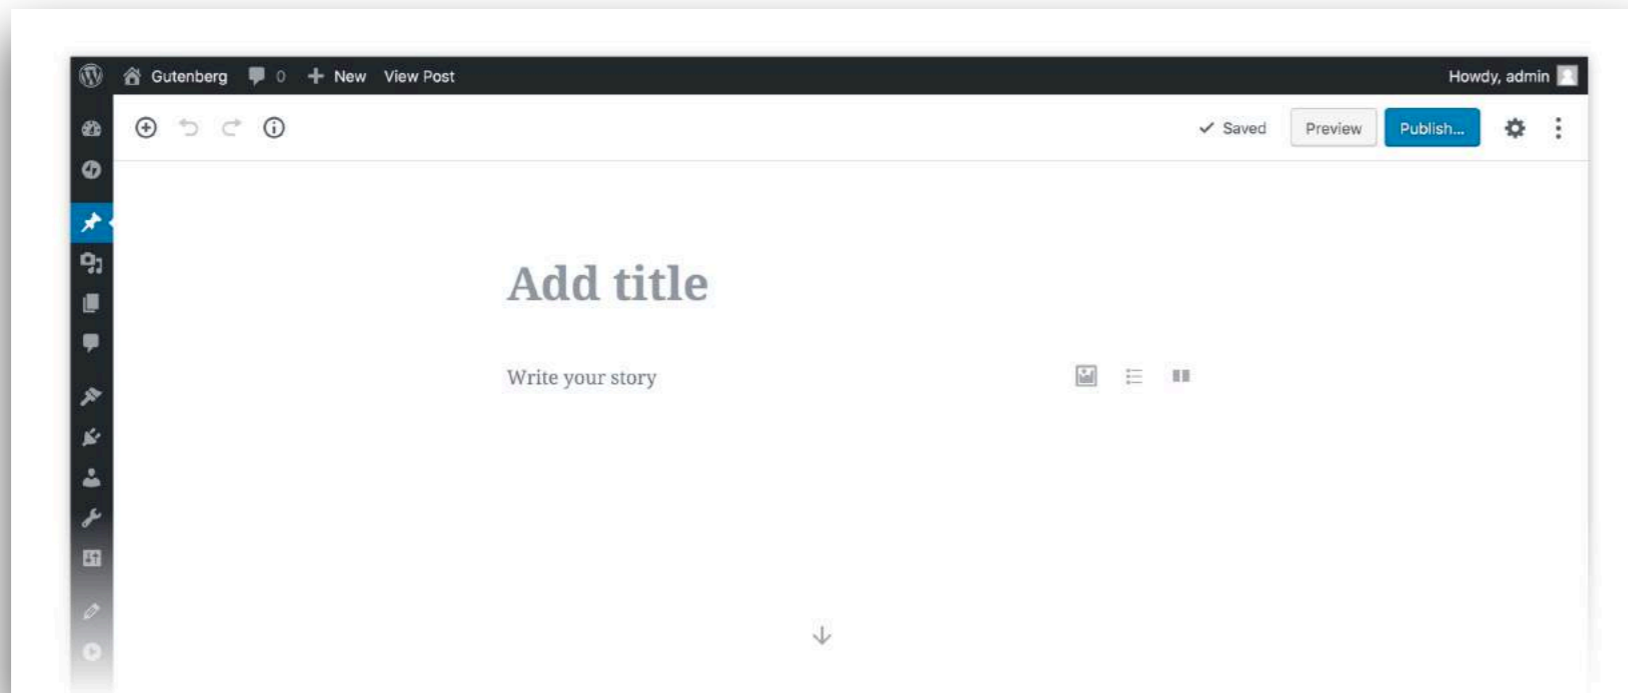 Gutenberg 0 New View Post Howdy, admin
Saved Preview Publish...
Add title
Write your story